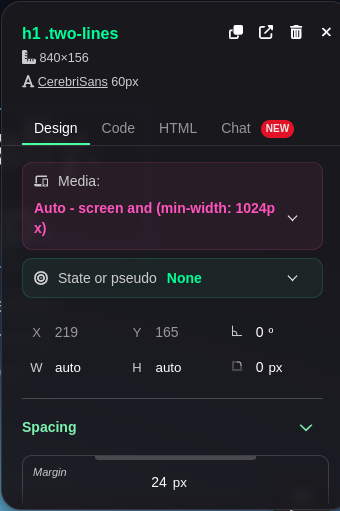 h1 .two-lines
840×156
CerebriSans 60px
Design Code HTML Chat NEW
Media:
Auto - screen and (min-width: 1024p
x)
State or pseudo None
X 219 Y 165 0 º
W auto H auto 0 px
Spacing
Margin
24 px